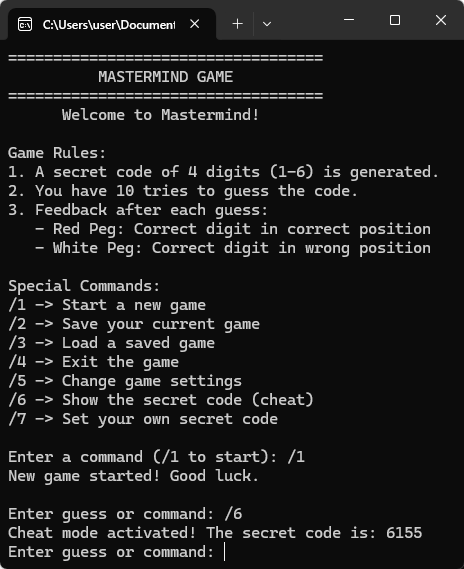 C:\Users\user\Document
===================================
MASTERMIND GAME
===================================
Welcome to Mastermind!
Game Rules:
1. A secret code of 4 digits (1-6) is generated.
2. You have 10 tries to guess the code.
3. Feedback after each guess:
- Red Peg: Correct digit in correct position
- White Peg: Correct digit in wrong position
Special Commands:
/1 -> Start a new game
/2 -> Save your current game
/3 -> Load a saved game
/4 -> Exit the game
/5 -> Change game settings
/6 -> Show the secret code (cheat)
/7 -> Set your own secret code
Enter a command (/1 to start): /1
New game started! Good luck.
Enter guess or command: /6
Cheat mode activated! The secret code is: 6155
Enter guess or command: